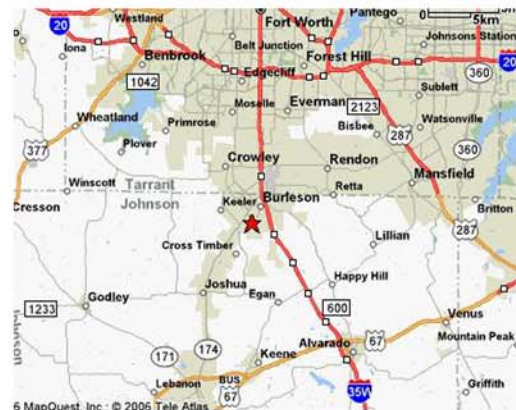 Westland
Fort Worth
Pantego
5km
0
20
Iona
Belt Junction
Johnsons Station
Benbrook
Forest Hill
20
1042
Edgecliff
360
Sublett
Moselle
Everman
2123
Wheatland
Primrose
Bisbee
Watsonville
287
377
Plover
360
Crowley
Rendon
Winscott
Tarrant
Retta
Mansfield
Cresson
Johnson
Keeler
Burleson
Britton
Lillian
287
Cross Timber
Joshua
Happy Hill
Godley
Egan
1233
600
Venus
Johnson
67
Mountain Peak
174
Alvarado
171
Keene
Lebanon
BUS
67
35W
Griffith
6 MapQuest, Inc.; © 2006 Tele Atlas